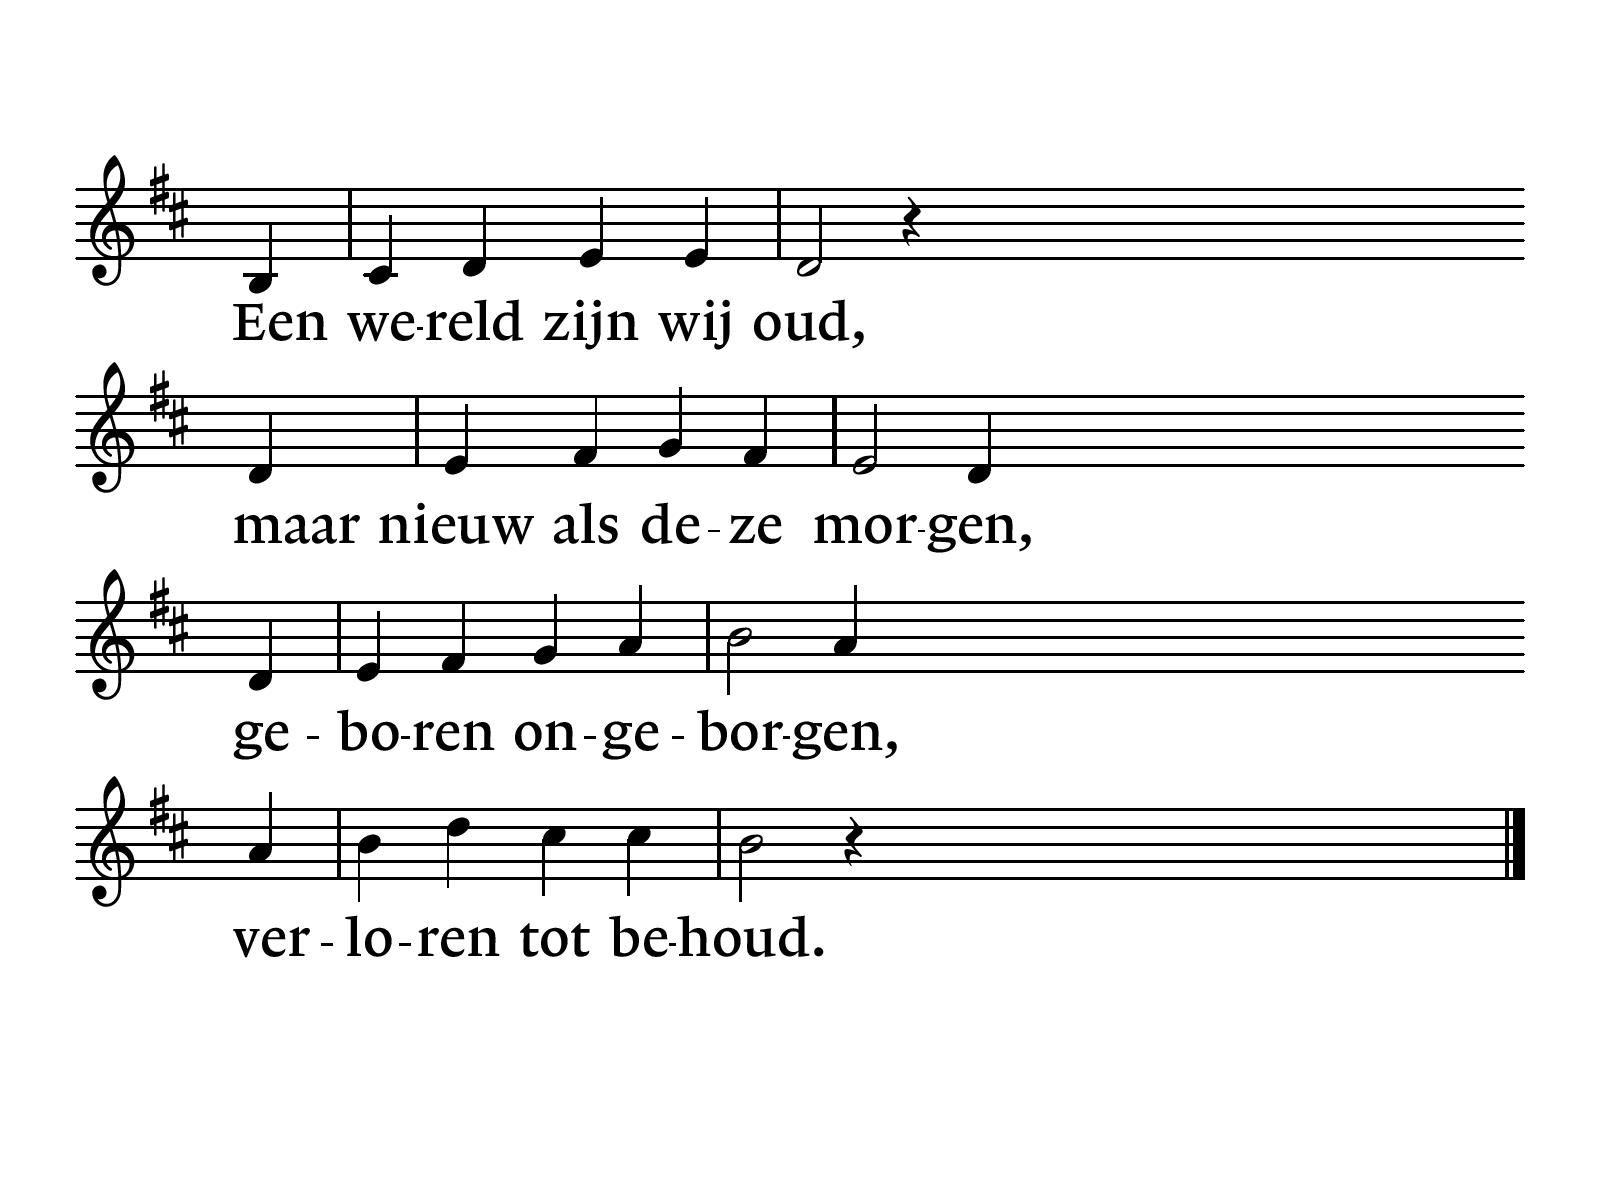 Een we-reld zijn wij oud,
maar nieuw als de-ze mor-gen,
ge-bo-ren on-ge-bor-gen,
ver-lo-ren tot be-houd.